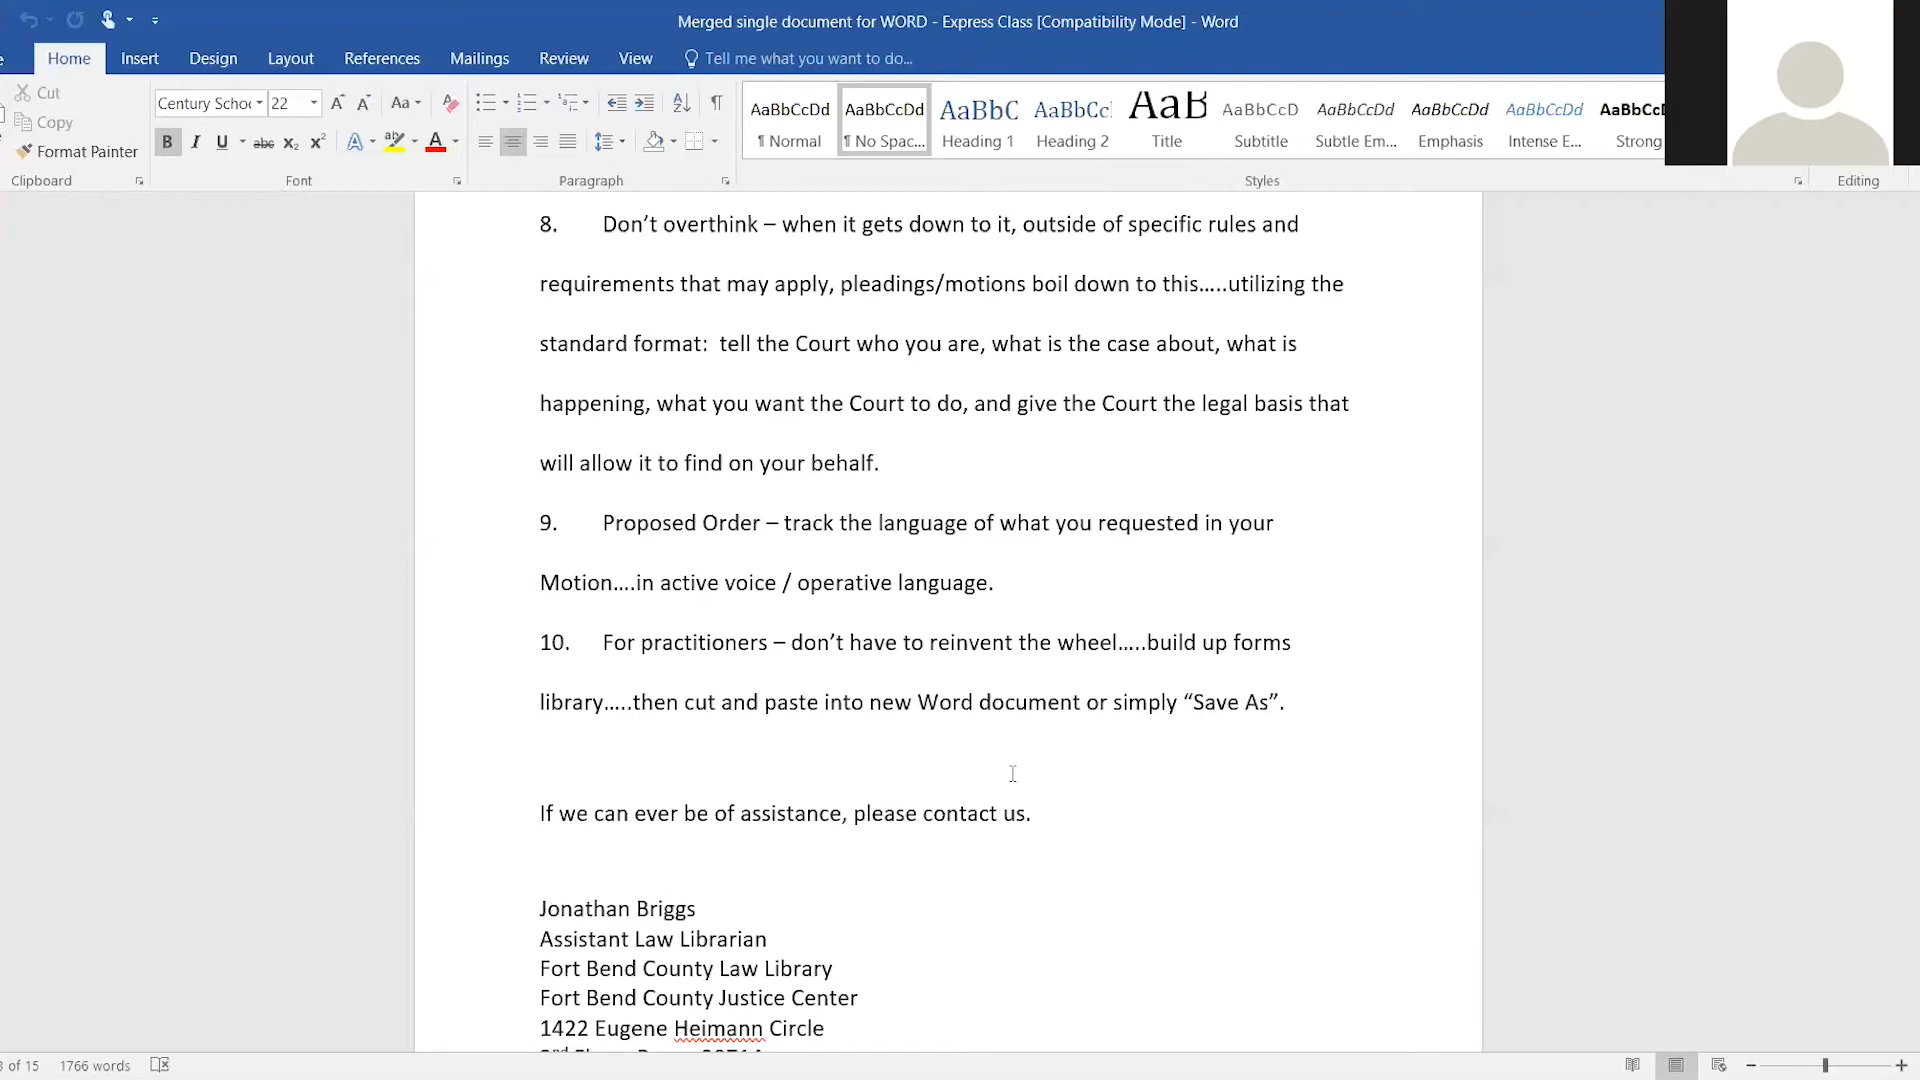 Merged single document for WORD - Express Class [Compatibility Mode] - Word
Home Insert Design Layout References Mailings Review View Tell me what you want to do...
Cut
Copy
Format Painter
Century Schoo 22
Aa
AaBbCcDd AaBbCcDd AaBbC AaBbCc AaB AaBbCcD AaBbCcDd AaBbCcDd AaBbCcDd
¶ Normal ¶ No Spac... Heading 1 Heading 2 Title Subtitle Subtle Em... Emphasis Intense E... Strong
Clipboard Font Paragraph Styles Editing
8. Don’t overthink – when it gets down to it, outside of specific rules and
requirements that may apply, pleadings/motions boil down to this…..utilizing the
standard format:  tell the Court who you are, what is the case about, what is
happening, what you want the Court to do, and give the Court the legal basis that
will allow it to find on your behalf.
9. Proposed Order – track the language of what you requested in your
Motion….in active voice / operative language.
10. For practitioners – don’t have to reinvent the wheel…..build up forms
library…..then cut and paste into new Word document or simply “Save As”.
If we can ever be of assistance, please contact us.
Jonathan Briggs
Assistant Law Librarian
Fort Bend County Law Library
Fort Bend County Justice Center
1422 Eugene Heimann Circle
of 15 1766 words